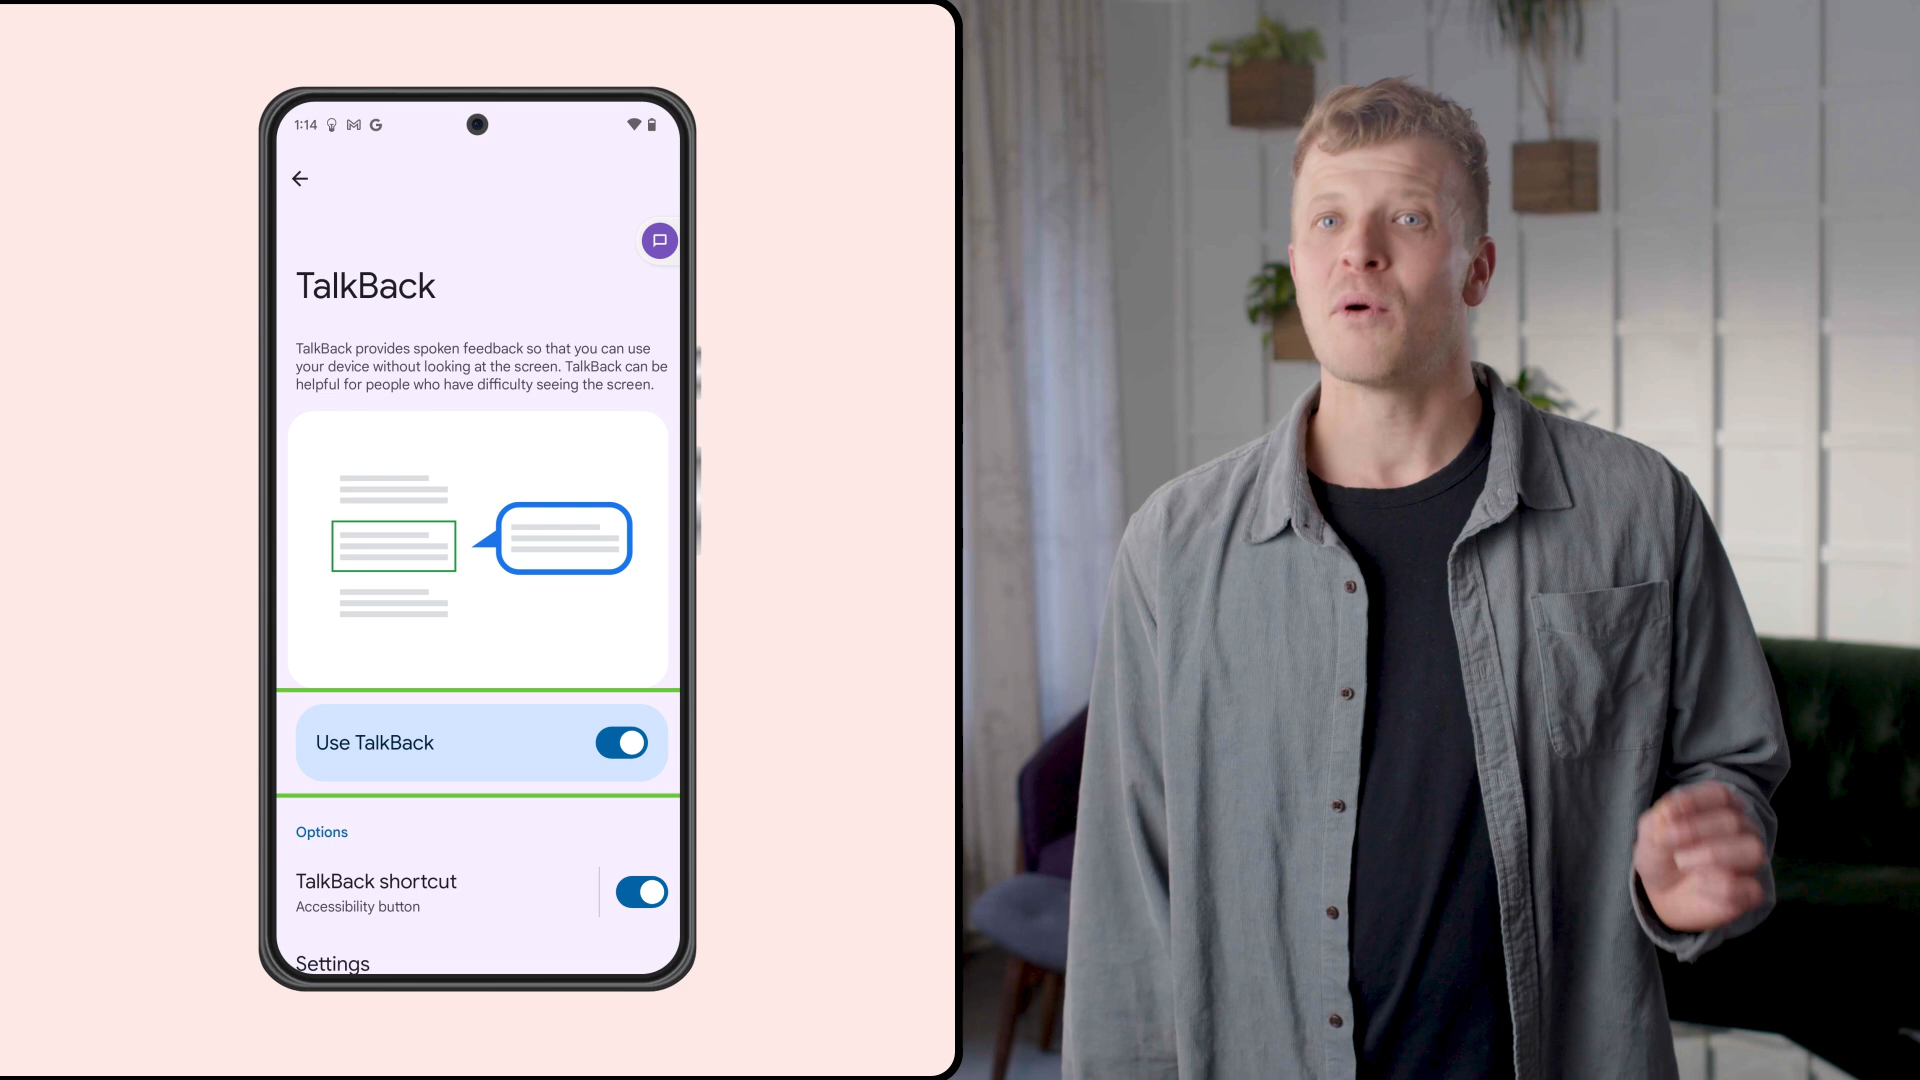 1:14
TalkBack
TalkBack provides spoken feedback so that you can use
your device without looking at the screen. TalkBack can be
helpful for people who have difficulty seeing the screen.
Use TalkBack
Options
TalkBack shortcut
Accessibility button
Settings